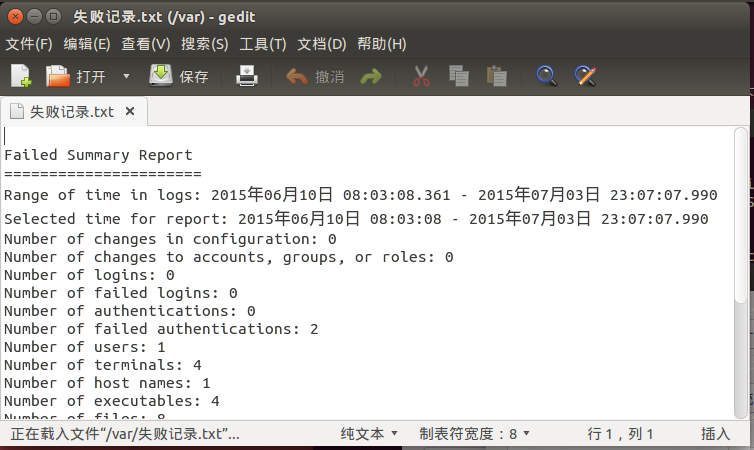 失败记录.txt (/var) - gedit
文件(F) 编辑(E) 查看(V) 搜索(S) 工具(T) 文档(D) 帮助(H)
打开 保存 撤消
失败记录.txt
Failed Summary Report
======================
Range of time in logs: 2015年06月10日 08:03:08.361 - 2015年07月03日 23:07:07.990
Selected time for report: 2015年06月10日 08:03:08 - 2015年07月03日 23:07:07.990
Number of changes in configuration: 0
Number of changes to accounts, groups, or roles: 0
Number of logins: 0
Number of failed logins: 0
Number of authentications: 0
Number of failed authentications: 2
Number of users: 1
Number of terminals: 4
Number of host names: 1
Number of executables: 4
Number of files: 8
正在载入文件“/var/失败记录.txt”... 纯文本 制表符宽度：8 行 1，列 1 插入